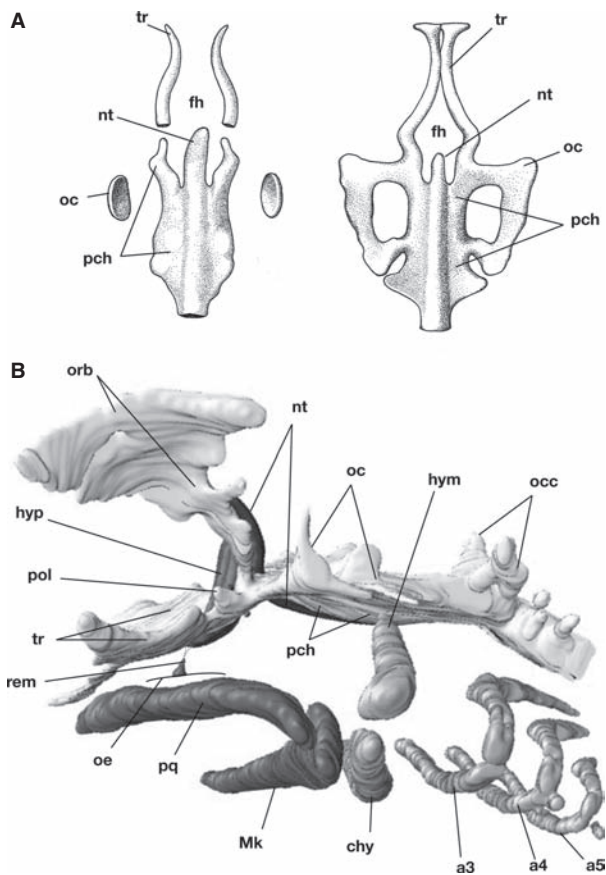 A
tr
fh
nt
oc
pch
tr
nt
fh
oc
pch
B
orb
nt
oc
hym
occ
hyp
pol
tr
pch
rem
oe
pq
Mk
chy
a3
a4
a5